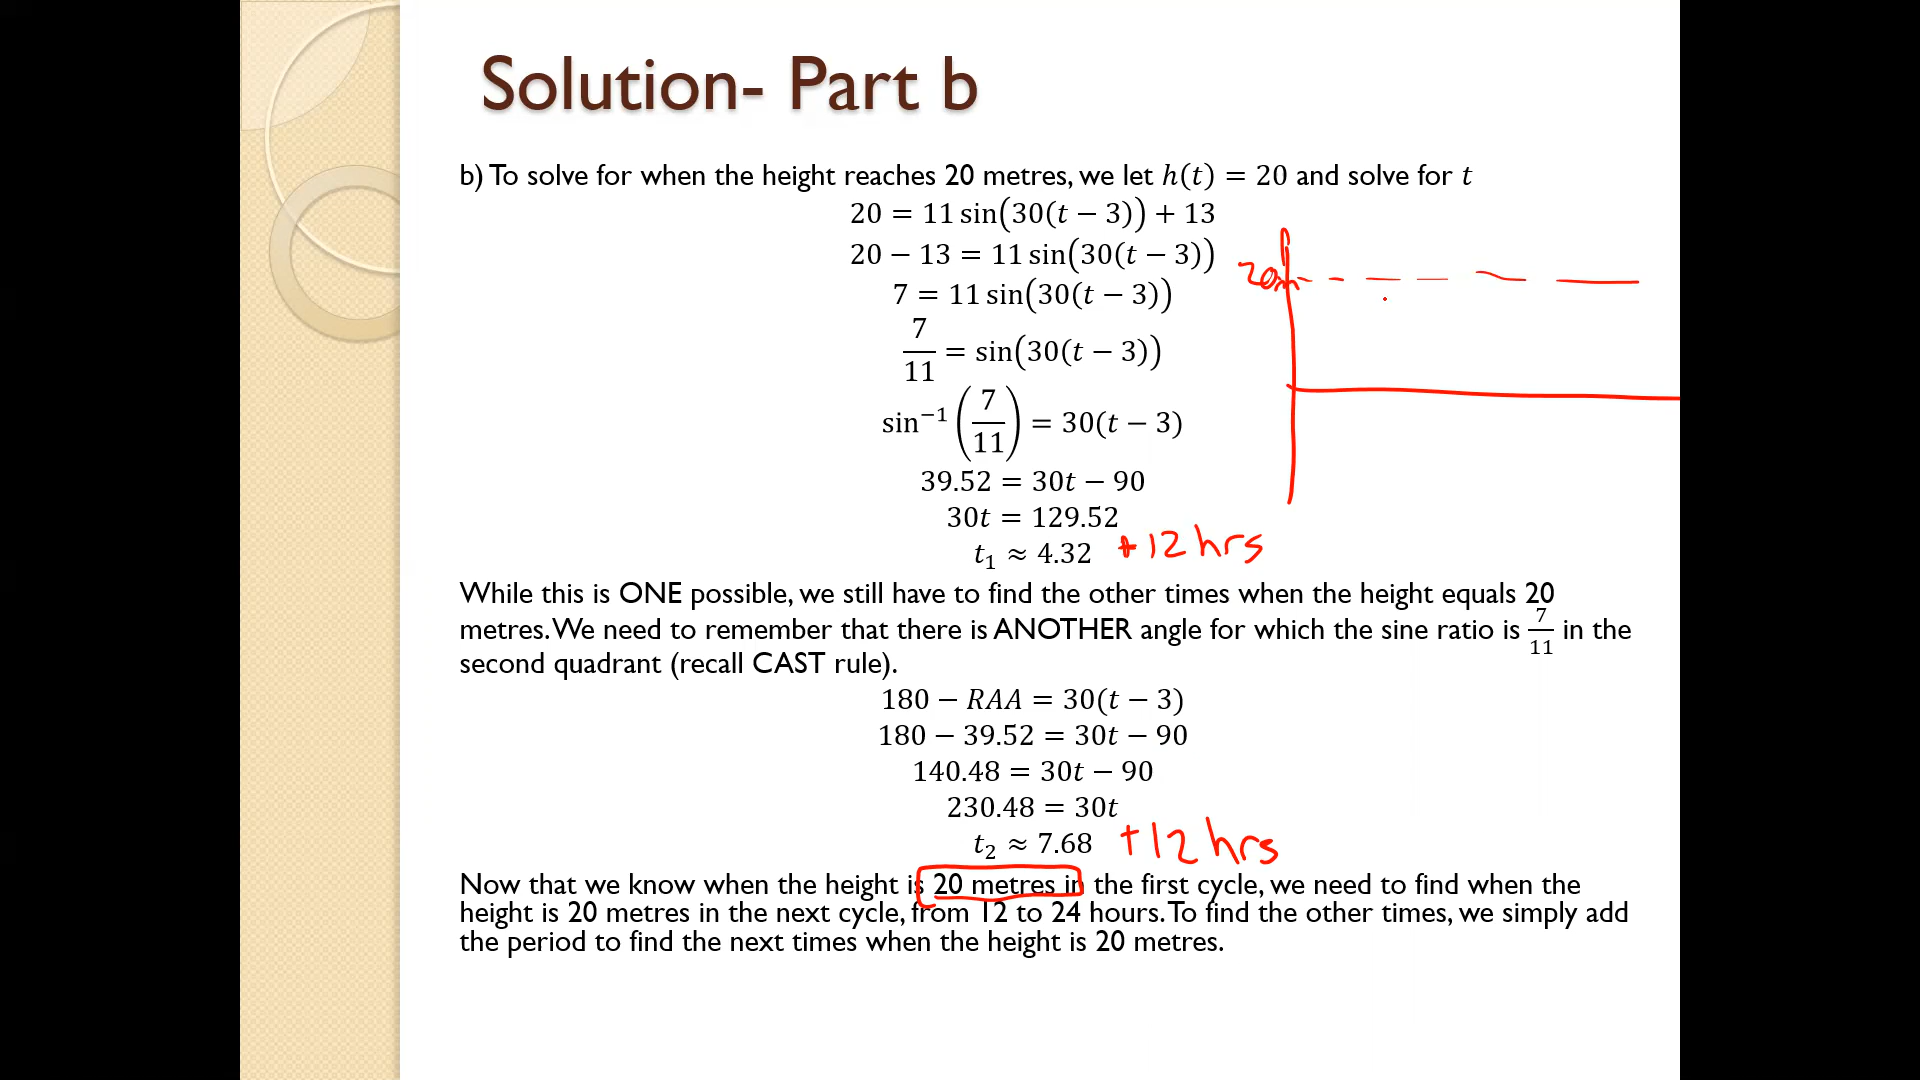 Solution- Part b
b) To solve for when the height reaches 20 metres, we let h(t) = 20 and solve for t
20 = 11 sin(30(t − 3)) + 13
20 − 13 = 11 sin(30(t − 3))
20m
7 = 11 sin(30(t − 3))
7/11 = sin(30(t − 3))
sin⁻¹(7/11) = 30(t − 3)
39.52 = 30t − 90
30t = 129.52
t₁ ≈ 4.32 +12 hrs
While this is ONE possible, we still have to find the other times when the height equals 20
metres. We need to remember that there is ANOTHER angle for which the sine ratio is 7/11 in the
second quadrant (recall CAST rule).
180 − RAA = 30(t − 3)
180 − 39.52 = 30t − 90
140.48 = 30t − 90
230.48 = 30t
t₂ ≈ 7.68 +12 hrs
Now that we know when the height is 20 metres in the first cycle, we need to find when the
height is 20 metres in the next cycle, from 12 to 24 hours. To find the other times, we simply add
the period to find the next times when the height is 20 metres.